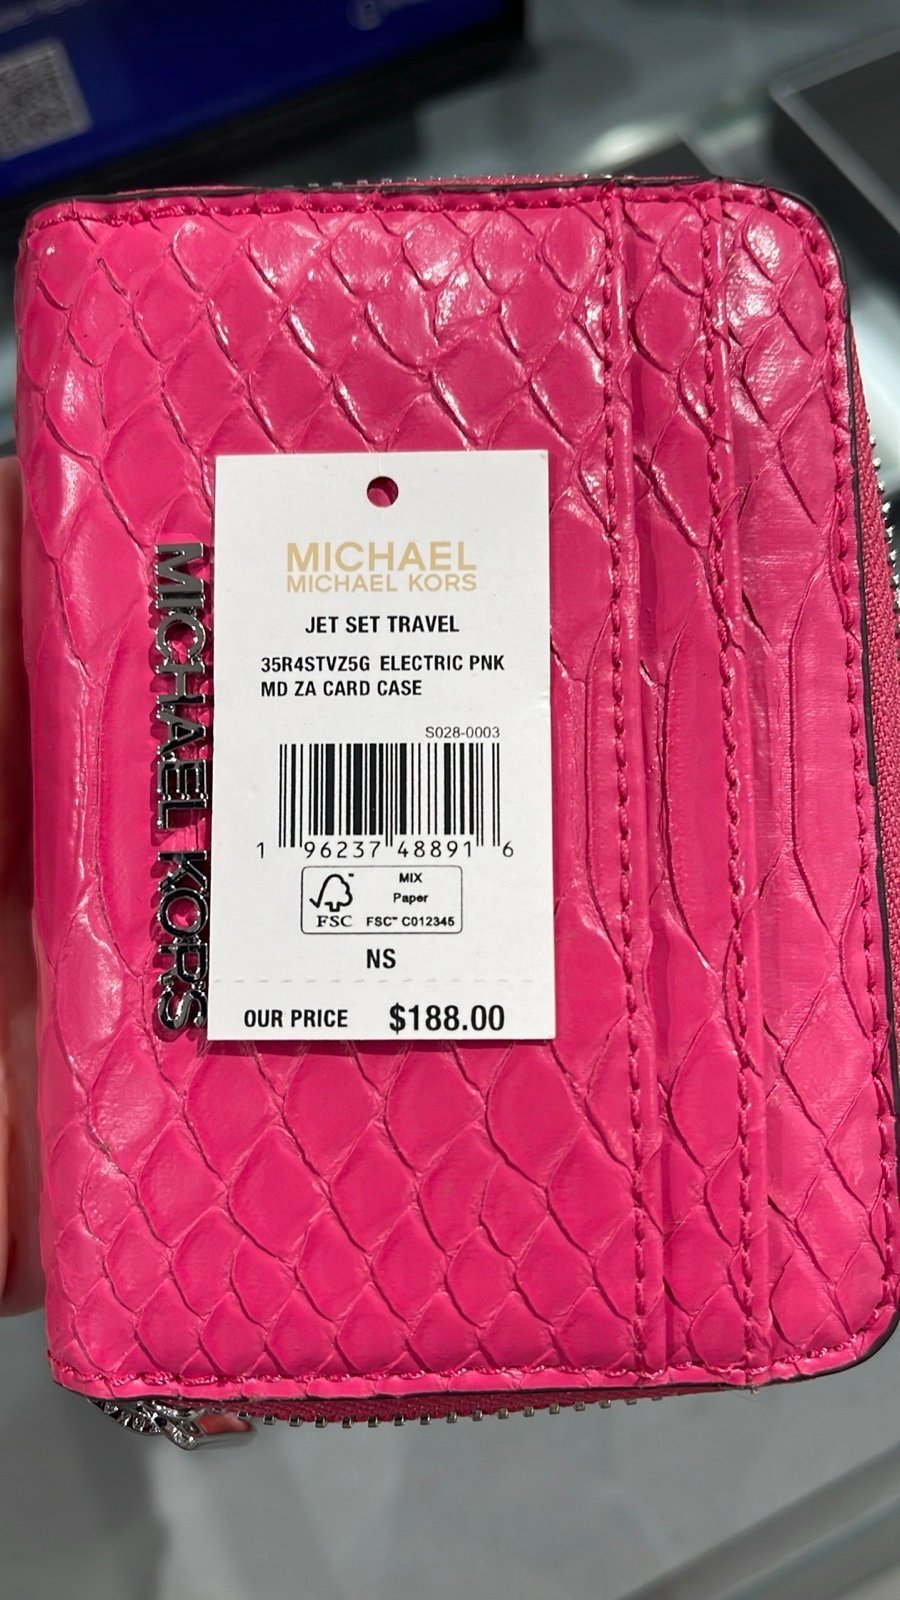 MICHAEL
MICHAEL KORS
JET SET TRAVEL
35R4STVZ5G ELECTRIC PNK
MD ZA CARD CASE
S028-0003
1 96237 48891 6
FSC™
MIX
Paper
FSC™ C012345
NS
OUR PRICE $188.00
MICHAEL KORS